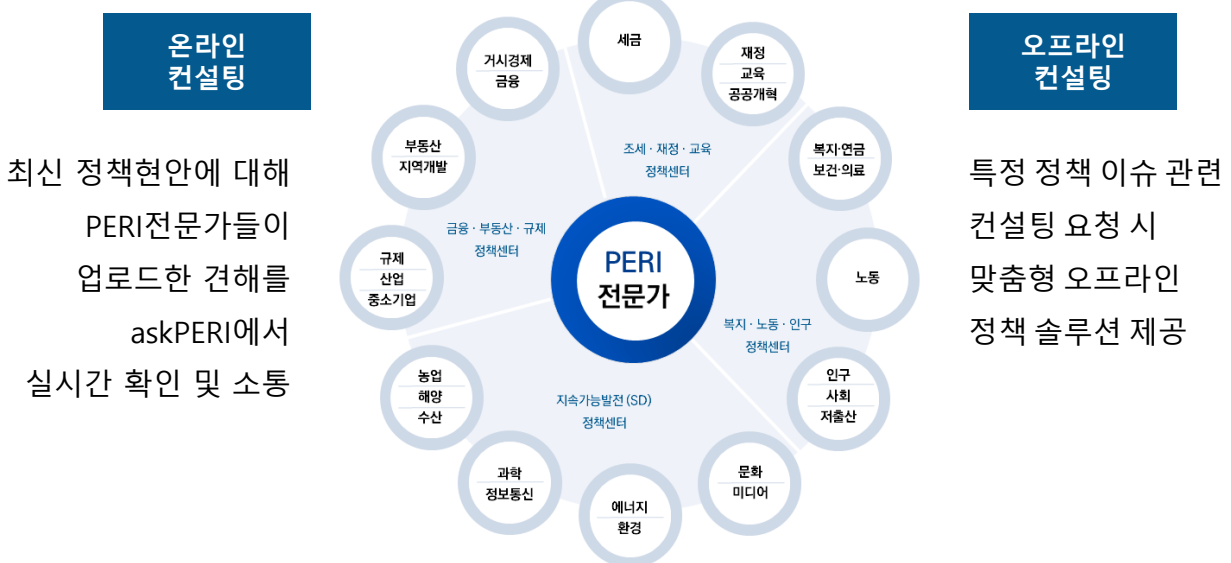 온라인
컨설팅
최신 정책현안에 대해
PERI전문가들이
업로드한 견해를
askPERI에서
실시간 확인 및 소통
세금
재정
교육
공공개혁
복지·연금
보건·의료
노동
인구
사회
저출산
문화
미디어
에너지
환경
과학
정보통신
농업
해양
수산
규제
산업
중소기업
부동산
지역개발
거시경제
금융
조세 · 재정 · 교육
정책센터
금융 · 부동산 · 규제
정책센터
PERI
전문가
복지 · 노동 · 인구
정책센터
지속가능발전(SD)
정책센터
오프라인
컨설팅
특정 정책 이슈 관련
컨설팅 요청 시
맞춤형 오프라인
정책 솔루션 제공